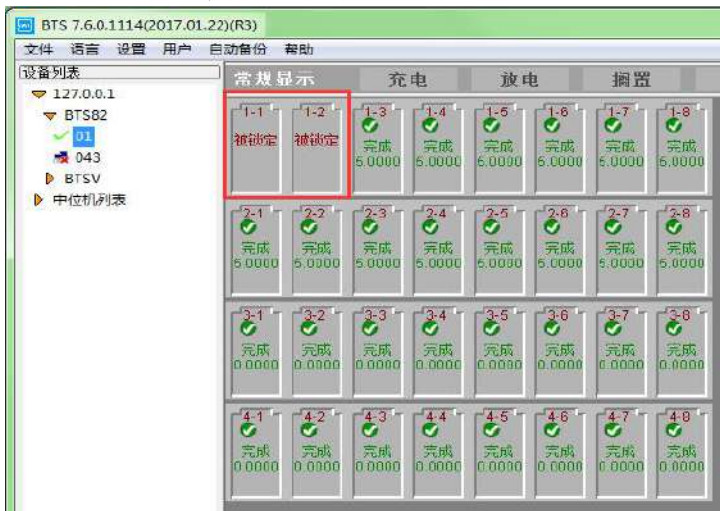 BTS 7.6.0.1114(2017.01.22)(R3)
文件 语言 设置 用户 自动备份 帮助
设备列表
127.0.0.1
BTS82
01
043
BTSV
中位机列表
常规显示 充电 放电 搁置
1-1 1-2 1-3 1-4 1-5 1-6 1-7 1-8
被锁定 被锁定 完成 完成 完成 完成 完成 完成
5.0000 5.0000 5.0000 5.0000 5.0000 5.0000
2-1 2-2 2-3 2-4 2-5 2-6 2-7 2-8
完成 完成 完成 完成 完成 完成 完成 完成
5.0000 5.0000 5.0000 5.0000 5.0000 5.0000 5.0000 5.0000
3-1 3-2 3-3 3-4 3-5 3-6 3-7 3-8
完成 完成 完成 完成 完成 完成 完成 完成
0.0000 0.0000 0.0000 0.0000 0.0000 0.0000 0.0000 0.0000
4-1 4-2 4-3 4-4 4-5 4-6 4-7 4-8
完成 完成 完成 完成 完成 完成 完成 完成
0.0000 0.0000 0.0000 0.0000 0.0000 0.0000 0.0000 0.0000